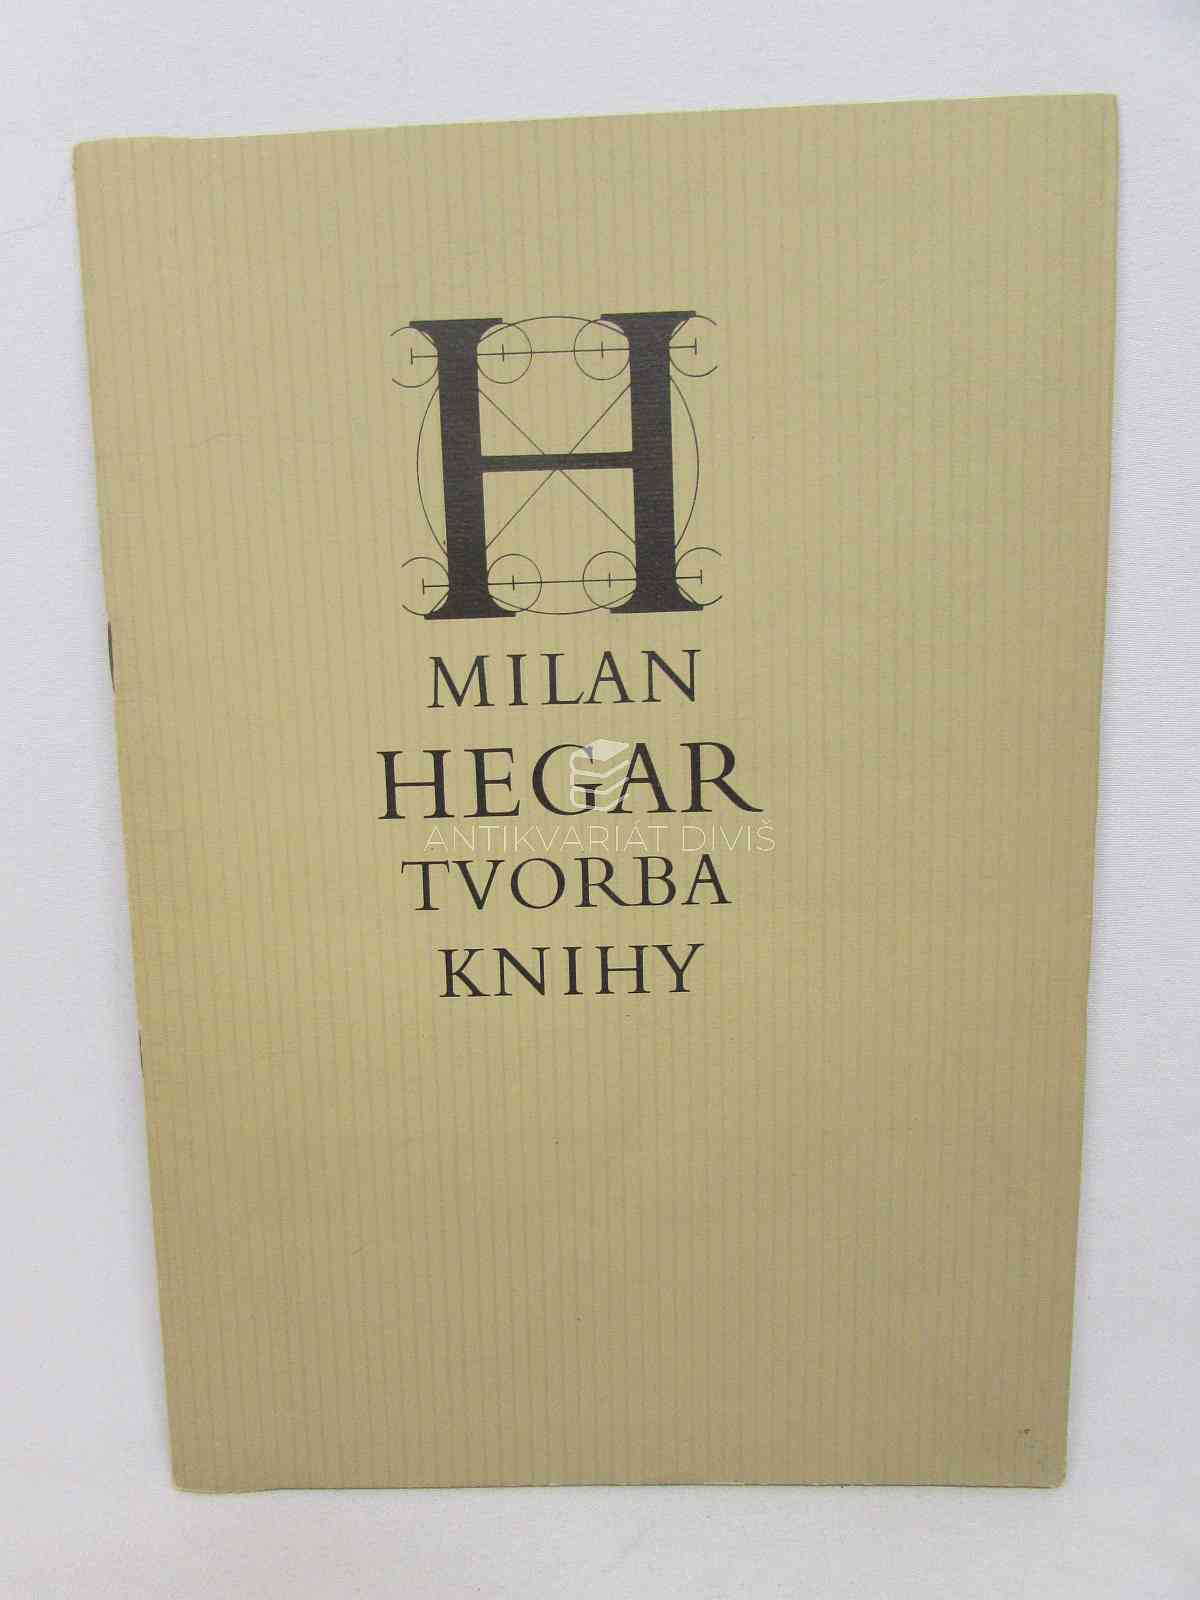 H
MILAN
HEGAR
ANTIKVARIÁT DIVIŠ
TVORBA
KNIHY